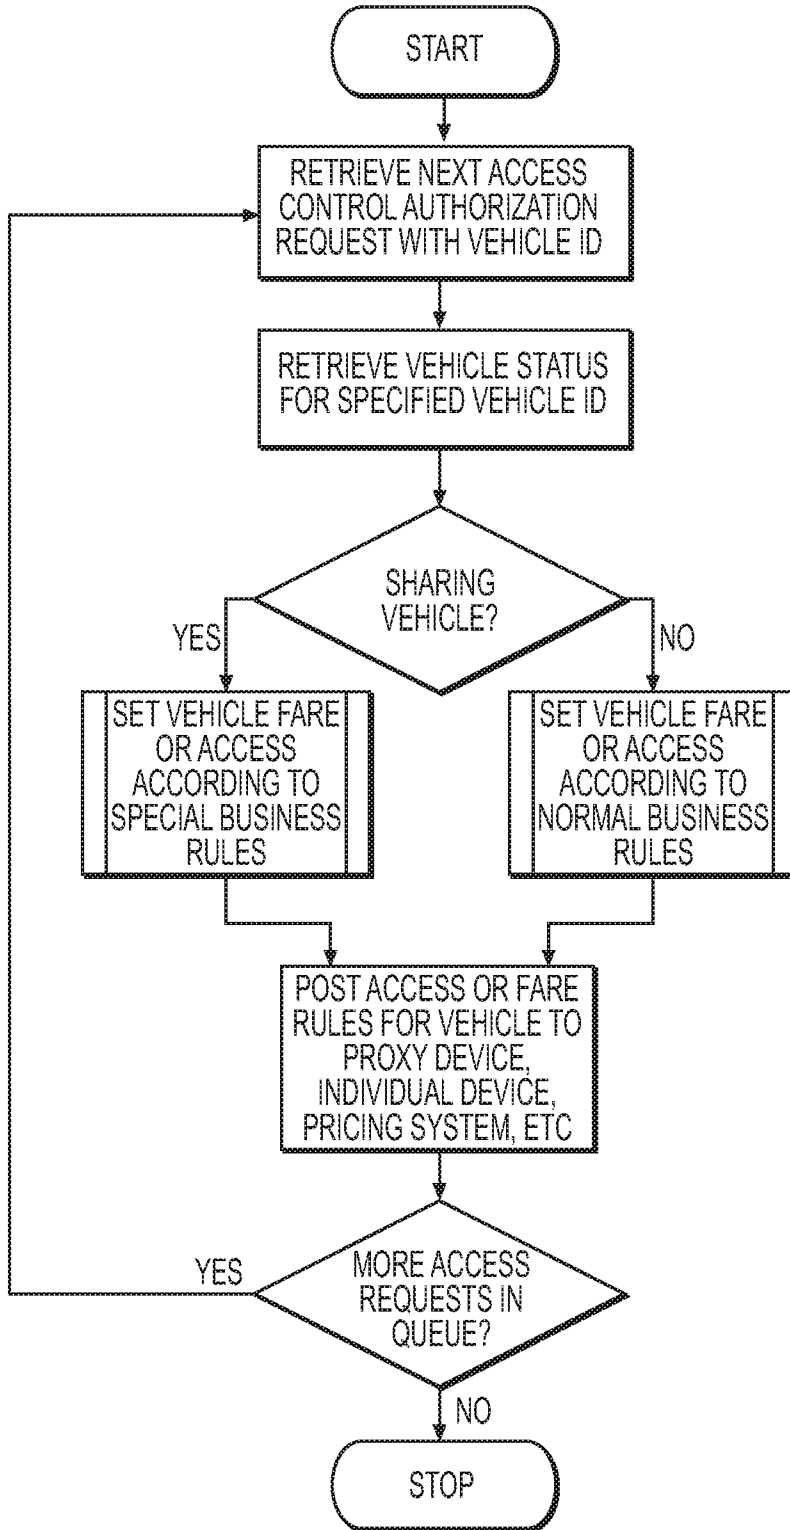 START
RETRIEVE NEXT ACCESS
CONTROL AUTHORIZATION
REQUEST WITH VEHICLE ID
RETRIEVE VEHICLE STATUS
FOR SPECIFIED VEHICLE ID
SHARING
VEHICLE?
YES
NO
SET VEHICLE FARE
OR ACCESS
ACCORDING TO
SPECIAL BUSINESS
RULES
SET VEHICLE FARE
OR ACCESS
ACCORDING TO
NORMAL BUSINESS
RULES
POST ACCESS OR FARE
RULES FOR VEHICLE TO
PROXY DEVICE,
INDIVIDUAL DEVICE,
PRICING SYSTEM, ETC
YES
MORE ACCESS
REQUESTS IN
QUEUE?
NO
STOP